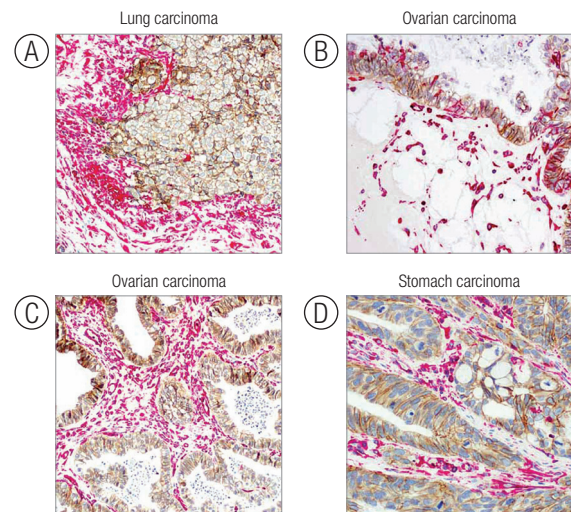 Lung carcinoma
A
Ovarian carcinoma
B
Ovarian carcinoma
C
Stomach carcinoma
D